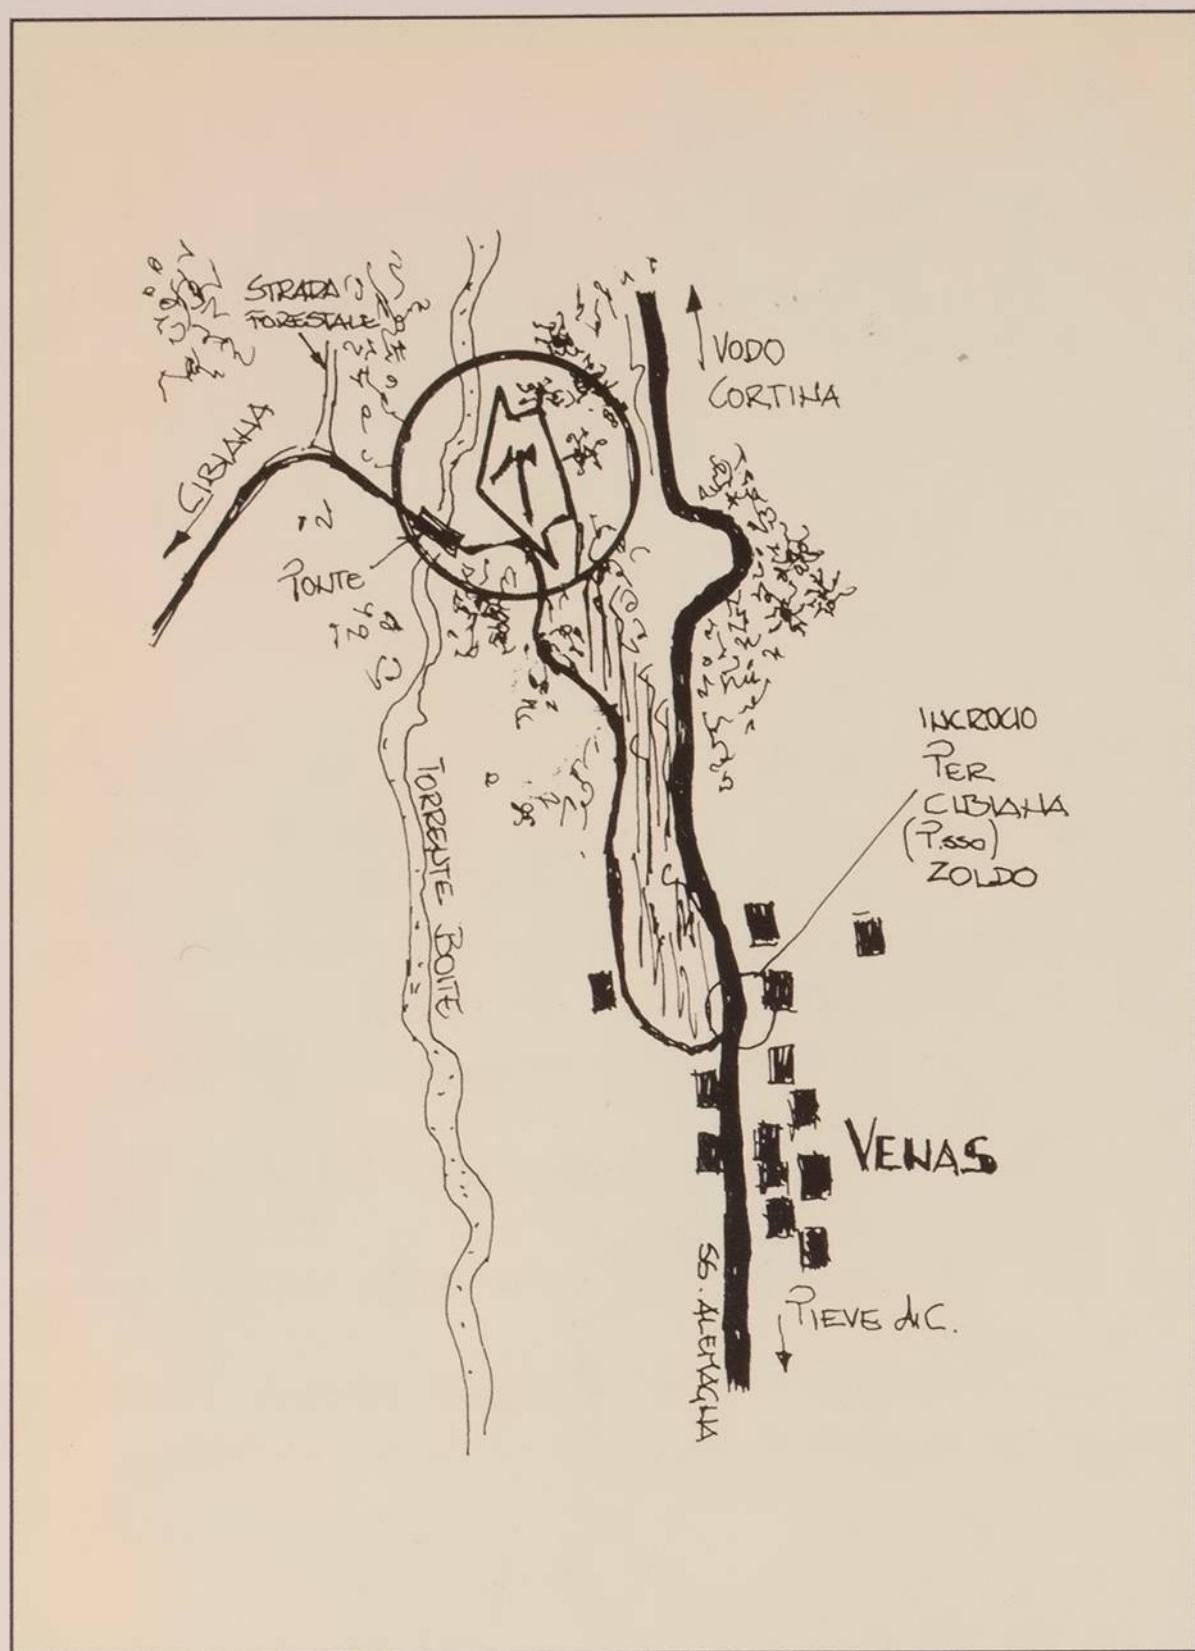 STRADA
FORESTALE
VODO
CORTINA
CIBIANA
PONTE
INCROCIO
PER
CIBIANA
(P.SSO)
ZOLDO
TORRENTE BOITE
VENAS
SS. ALEMAGNA
PIEVE di C.